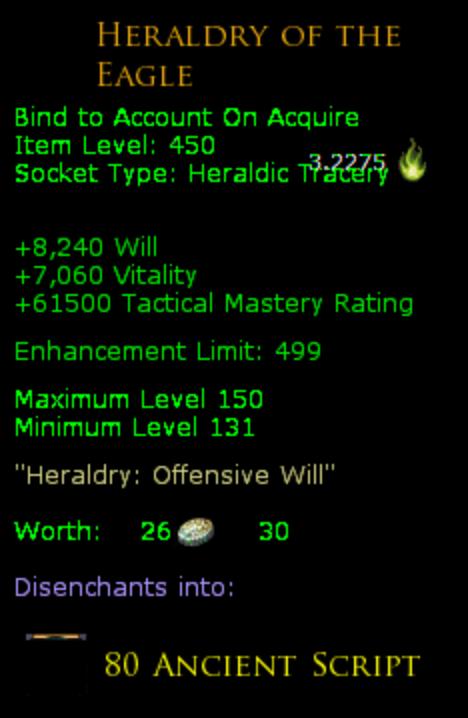 Heraldry of the
Eagle
Bind to Account On Acquire
Item Level: 450
3.2275
Socket Type: Heraldic Tracery
+8,240 Will
+7,060 Vitality
+61500 Tactical Mastery Rating
Enhancement Limit: 499
Maximum Level 150
Minimum Level 131
"Heraldry: Offensive Will"
Worth: 26 30
Disenchants into:
80 Ancient Script